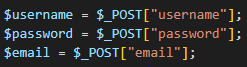 $username = $_POST["username"];
$password = $_POST["password"];
$email = $_POST["email"];